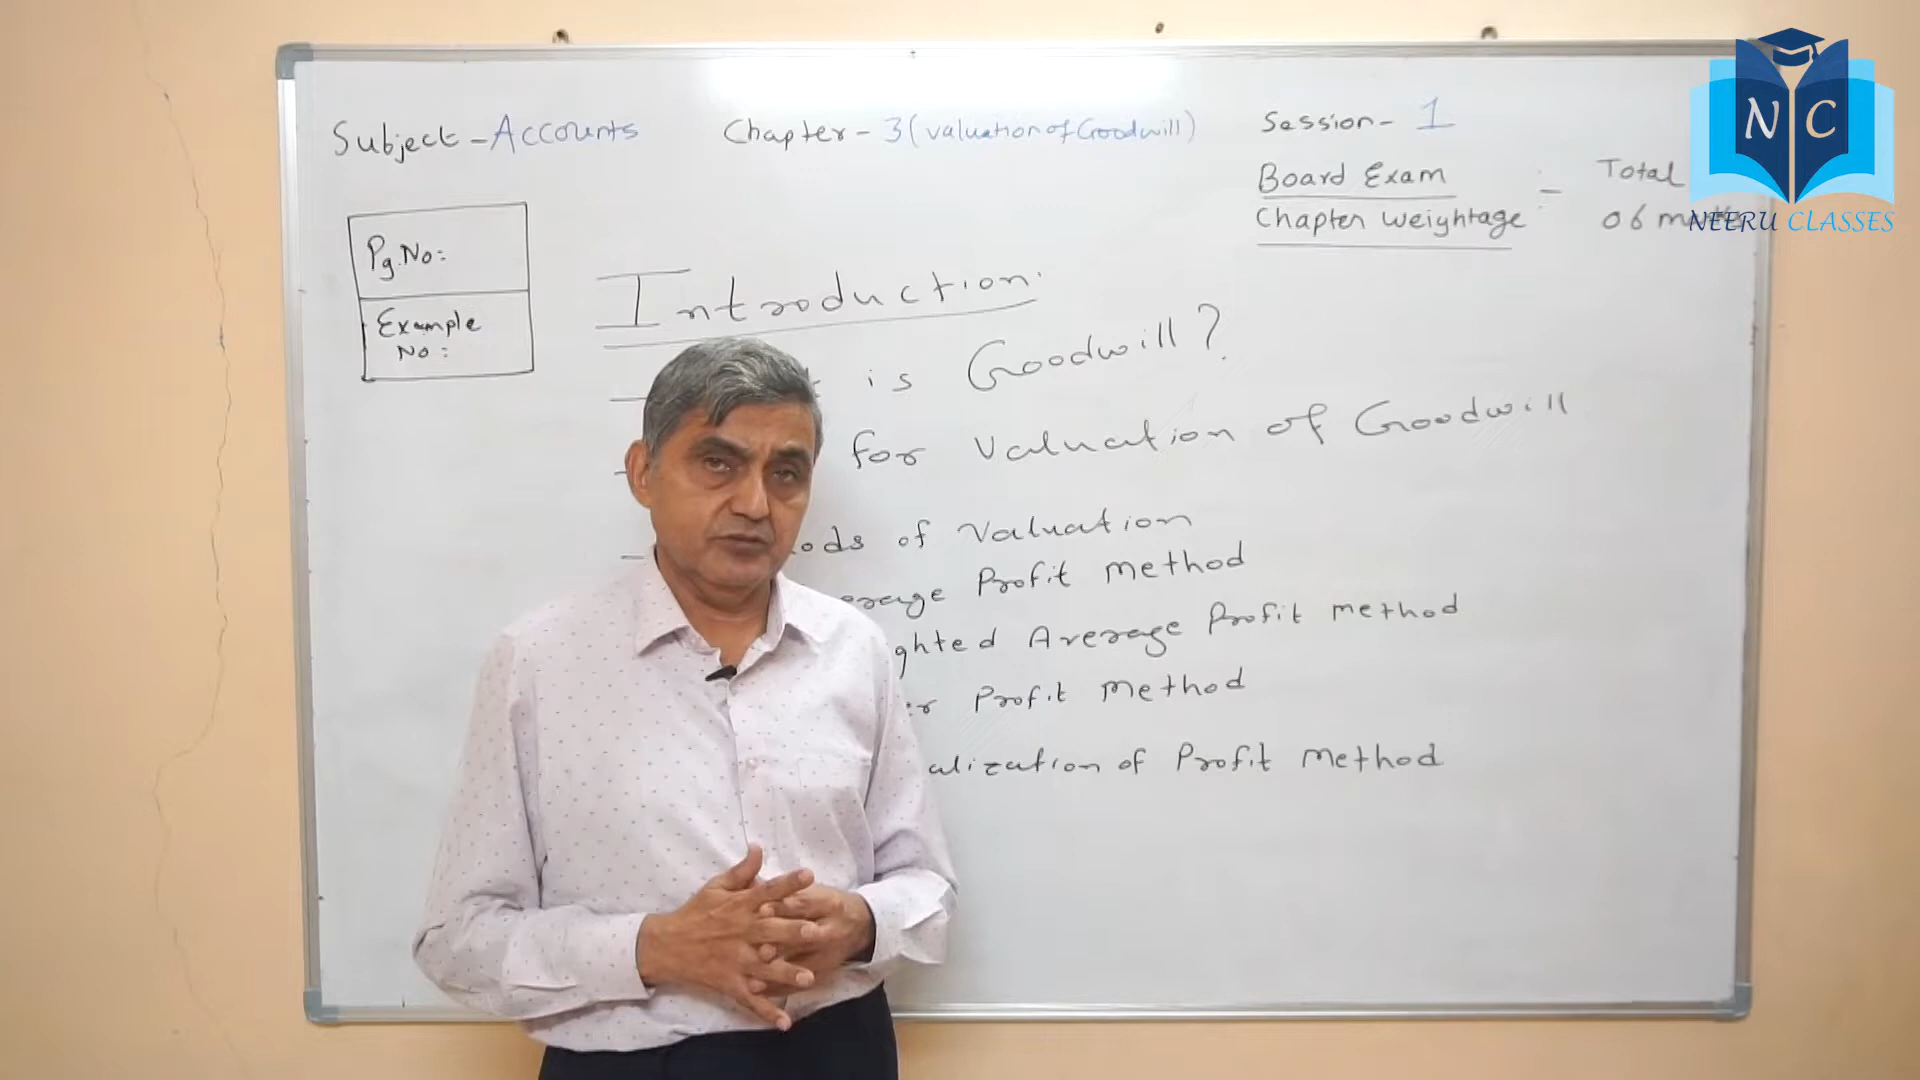 Subject - Accounts
Chapter - 3 (valuation of Goodwill)
Session - 1
Board Exam
Chapter weightage
- Total
06
N C
NEERU CLASSES
Pg. No:
Example
No:
Introduction
is Goodwill?
for Valuation of Goodwill
of Valuation
Profit Method
Average Profit method
Profit Method
of Profit Method